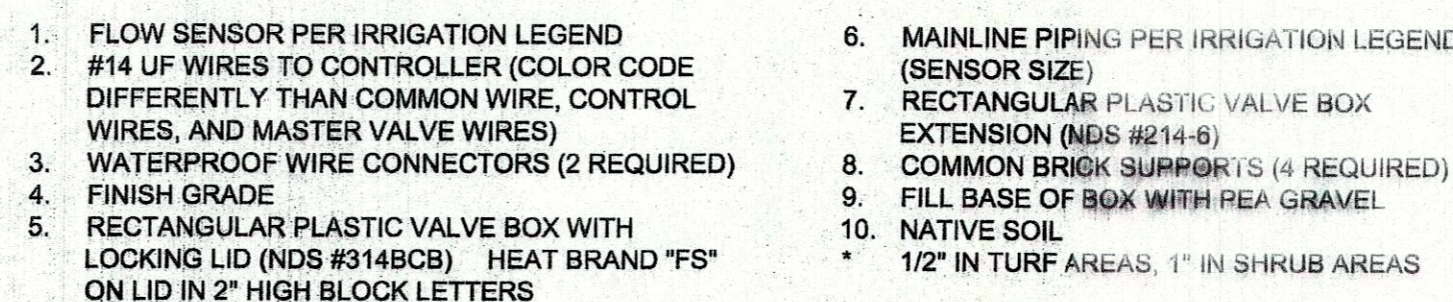 1. FLOW SENSOR PER IRRIGATION LEGEND
2. #14 UF WIRES TO CONTROLLER (COLOR CODE
DIFFERENTLY THAN COMMON WIRE, CONTROL
WIRES, AND MASTER VALVE WIRES)
3. WATERPROOF WIRE CONNECTORS (2 REQUIRED)
4. FINISH GRADE
5. RECTANGULAR PLASTIC VALVE BOX WITH
LOCKING LID (NDS #314BCB) HEAT BRAND "FS"
ON LID IN 2" HIGH BLOCK LETTERS
6. MAINLINE PIPING PER IRRIGATION LEGEND
(SENSOR SIZE)
7. RECTANGULAR PLASTIC VALVE BOX
EXTENSION (NDS #214-6)
8. COMMON BRICK SUPPORTS (4 REQUIRED)
9. FILL BASE OF BOX WITH PEA GRAVEL
10. NATIVE SOIL
* 1/2" IN TURF AREAS, 1" IN SHRUB AREAS